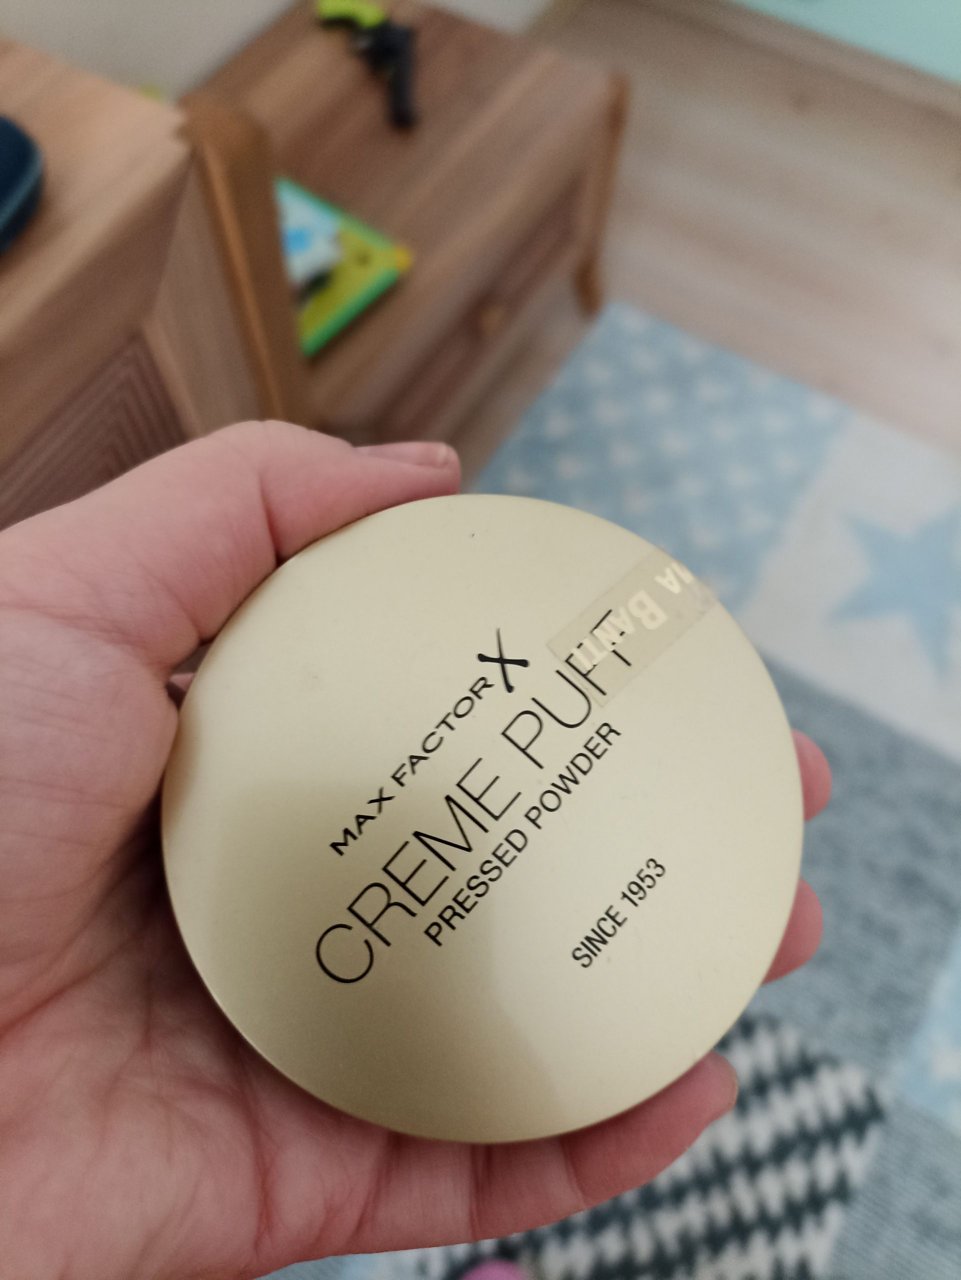 MAX FACTOR X
CREME PUFF
PRESSED POWDER
SINCE 1953